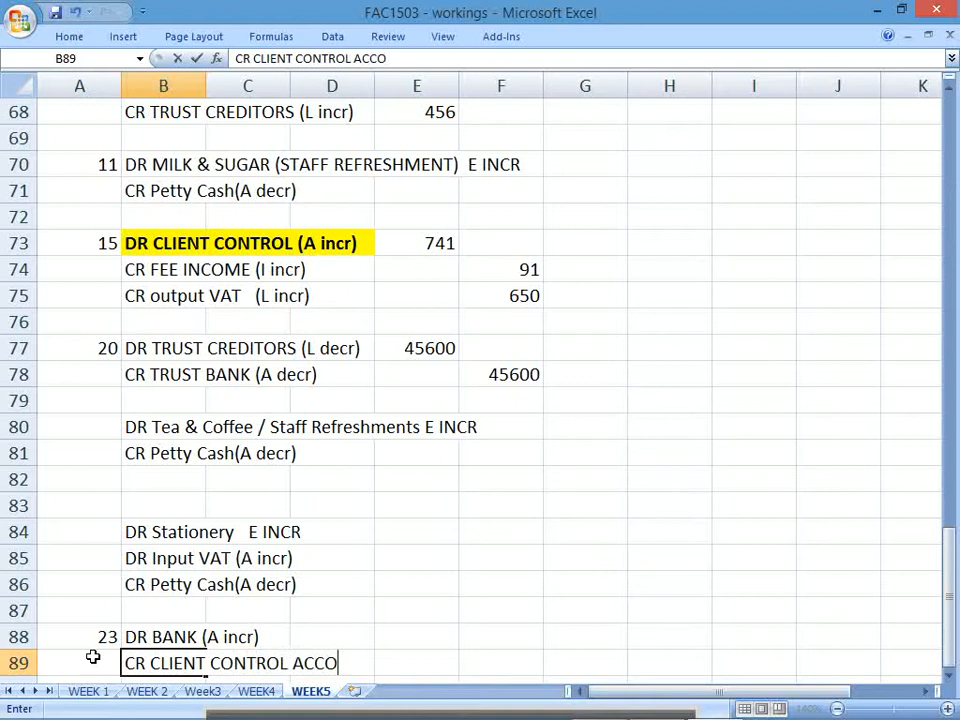 FAC1503 - workings - Microsoft Excel
Home Insert Page Layout Formulas Data Review View Add-Ins
B89 fx CR CLIENT CONTROL ACCO
A B C D E F G H I J K
68 CR TRUST CREDITORS (L incr) 456
69
70 11 DR MILK & SUGAR (STAFF REFRESHMENT) E INCR
71 CR Petty Cash(A decr)
72
73 15 DR CLIENT CONTROL (A incr) 741
74 CR FEE INCOME (I incr) 91
75 CR output VAT (L incr) 650
76
77 20 DR TRUST CREDITORS (L decr) 45600
78 CR TRUST BANK (A decr) 45600
79
80 DR Tea & Coffee / Staff Refreshments E INCR
81 CR Petty Cash(A decr)
82
83
84 DR Stationery E INCR
85 DR Input VAT (A incr)
86 CR Petty Cash(A decr)
87
88 23 DR BANK (A incr)
89 CR CLIENT CONTROL ACCO
WEEK 1 WEEK 2 Week3 WEEK4 WEEK5
Enter 140%